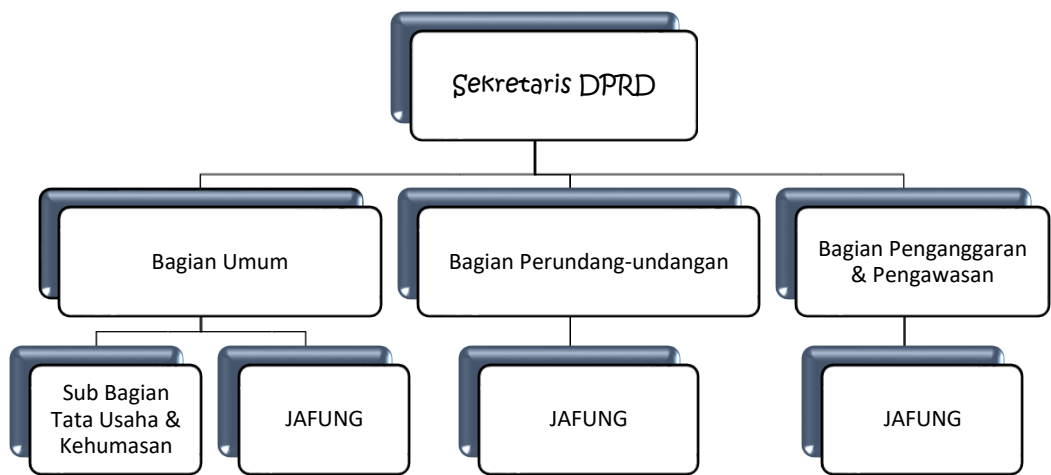 Sekretaris DPRD
Bagian Umum
Bagian Perundang-undangan
Bagian Penganggaran
& Pengawasan
Sub Bagian
Tata Usaha &
Kehumasan
JAFUNG
JAFUNG
JAFUNG